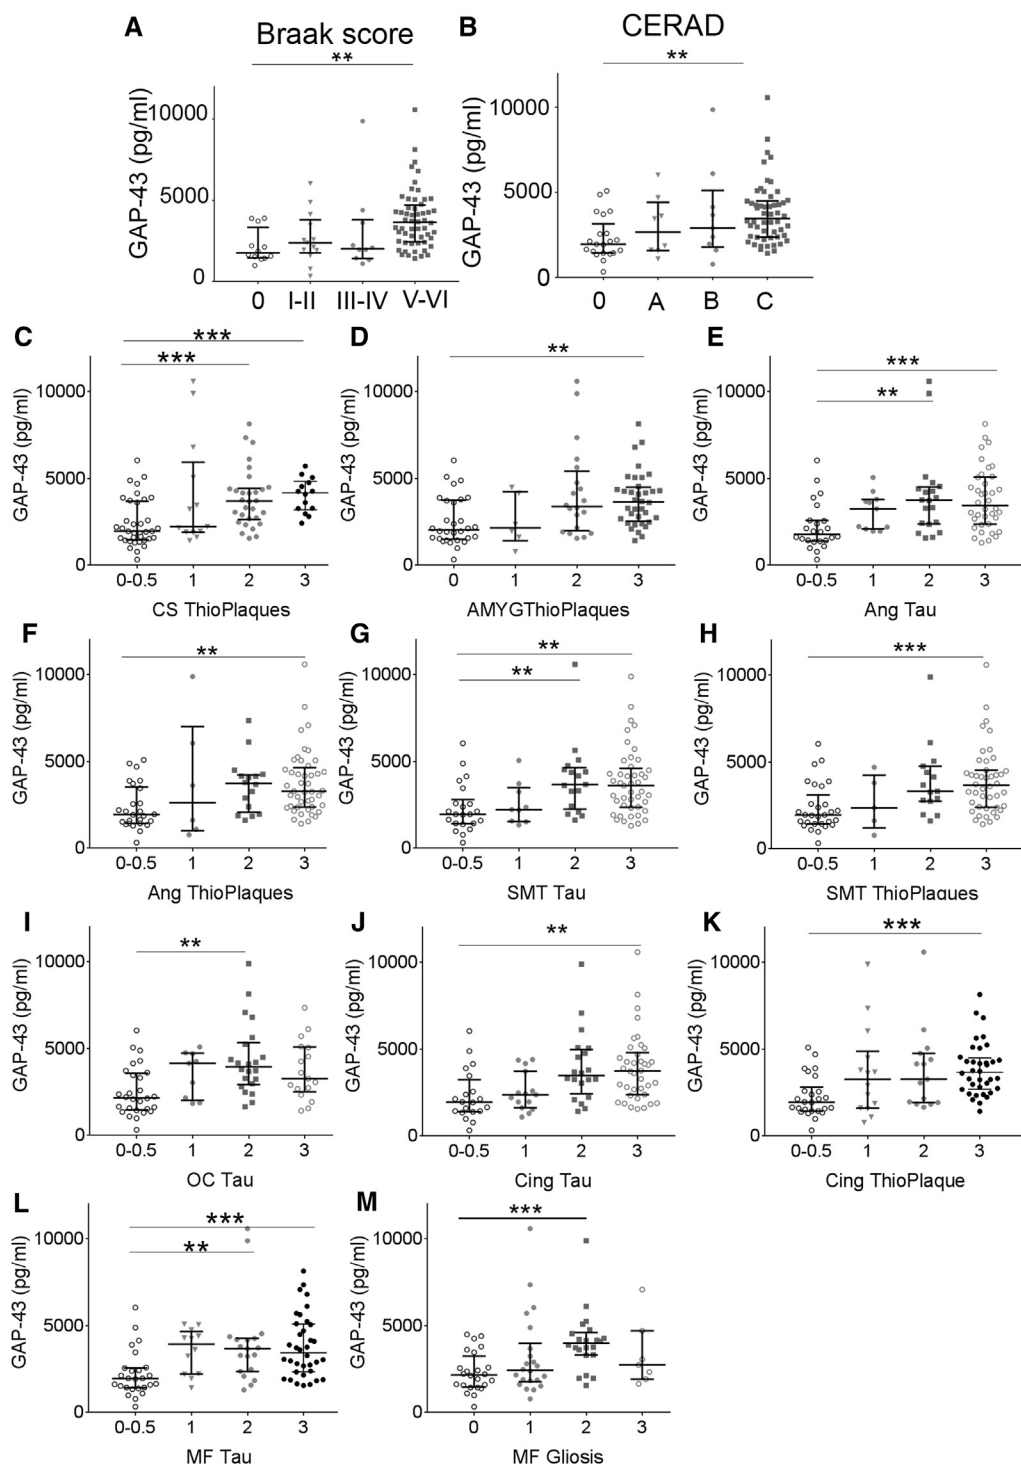 A Braak score
**
GAP-43 (pg/ml)
10000
5000
0
0 I-II III-IV V-VI
B CERAD
**
GAP-43 (pg/ml)
10000
5000
0
0 A B C
C
***
***
GAP-43 (pg/ml)
10000
5000
0
0-0.5 1 2 3
CS ThioPlaques
D
**
GAP-43 (pg/ml)
10000
5000
0
0 1 2 3
AMYGThioPlaques
E
***
**
GAP-43 (pg/ml)
10000
5000
0
0-0.5 1 2 3
Ang Tau
F
**
GAP-43 (pg/ml)
10000
5000
0
0-0.5 1 2 3
Ang ThioPlaques
G
**
**
GAP-43 (pg/ml)
10000
5000
0
0-0.5 1 2 3
SMT Tau
H
***
GAP-43 (pg/ml)
10000
5000
0
0-0.5 1 2 3
SMT ThioPlaques
I
**
GAP-43 (pg/ml)
10000
5000
0
0-0.5 1 2 3
OC Tau
J
**
GAP-43 (pg/ml)
10000
5000
0
0-0.5 1 2 3
Cing Tau
K
***
GAP-43 (pg/ml)
10000
5000
0
0-0.5 1 2 3
Cing ThioPlaque
L
***
**
GAP-43 (pg/ml)
10000
5000
0
0-0.5 1 2 3
MF Tau
M
***
GAP-43 (pg/ml)
10000
5000
0
0 1 2 3
MF Gliosis